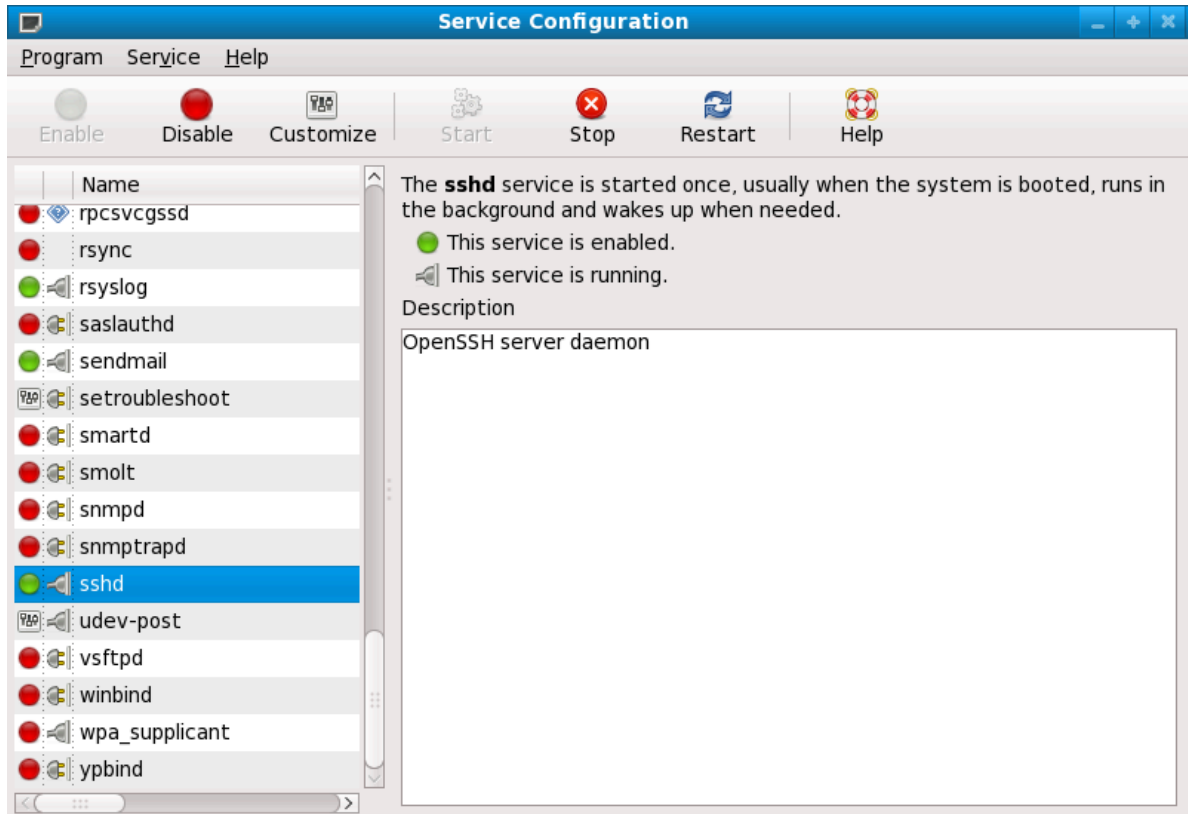 Service Configuration
Program Service Help
Enable Disable Customize Start Stop Restart Help
Name
rpcsvcgssd
rsync
rsyslog
saslauthd
sendmail
setroubleshoot
smartd
smolt
snmpd
snmptrapd
sshd
udev-post
vsftpd
winbind
wpa_supplicant
ypbind
The sshd service is started once, usually when the system is booted, runs in
the background and wakes up when needed.
This service is enabled.
This service is running.
Description
OpenSSH server daemon